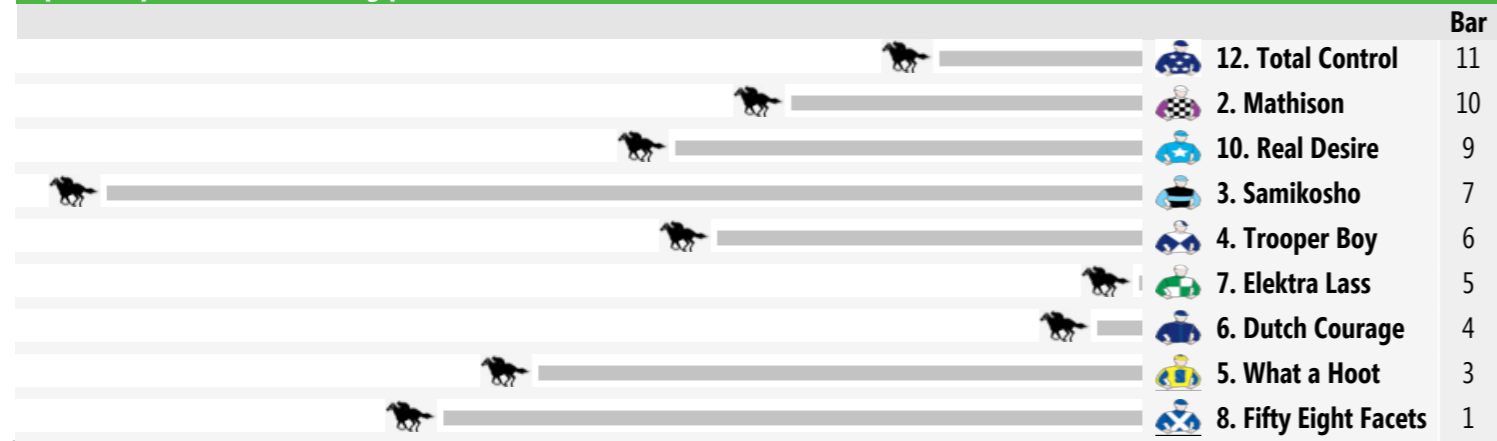 Bar
12. Total Control 11
2. Mathison 10
10. Real Desire 9
3. Samikosho 7
4. Trooper Boy 6
7. Elektra Lass 5
6. Dutch Courage 4
5. What a Hoot 3
8. Fifty Eight Facets 1